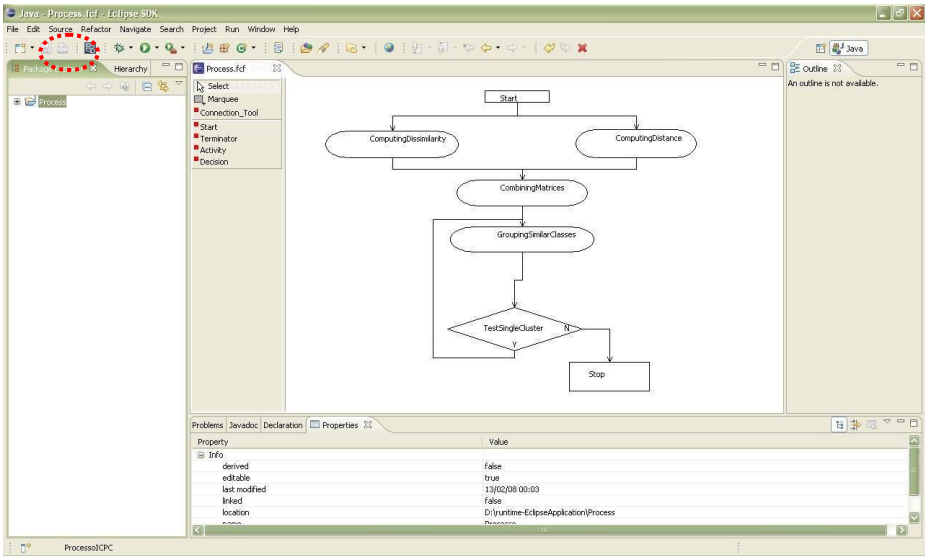 Java - Process.fcf - Eclipse SDK
File Edit Source Refactor Navigate Search Project Run Window Help
Java
Hierarchy
Process.fcf
Outline
Select
An outline is not available.
Marquee
Process
Connection_Tool
Start
Terminator
Activity
Decision
Start
ComputingDissimilarity
ComputingDistance
CombiningMatrices
GroupingSimilarClasses
TestSingleCluster
N
Y
Stop
Problems Javadoc Declaration Properties
Property Value
Info
derived false
editable true
last modified 13/02/08 00:03
linked false
location D:\runtime-EclipseApplication\Process
ProcessoICPC